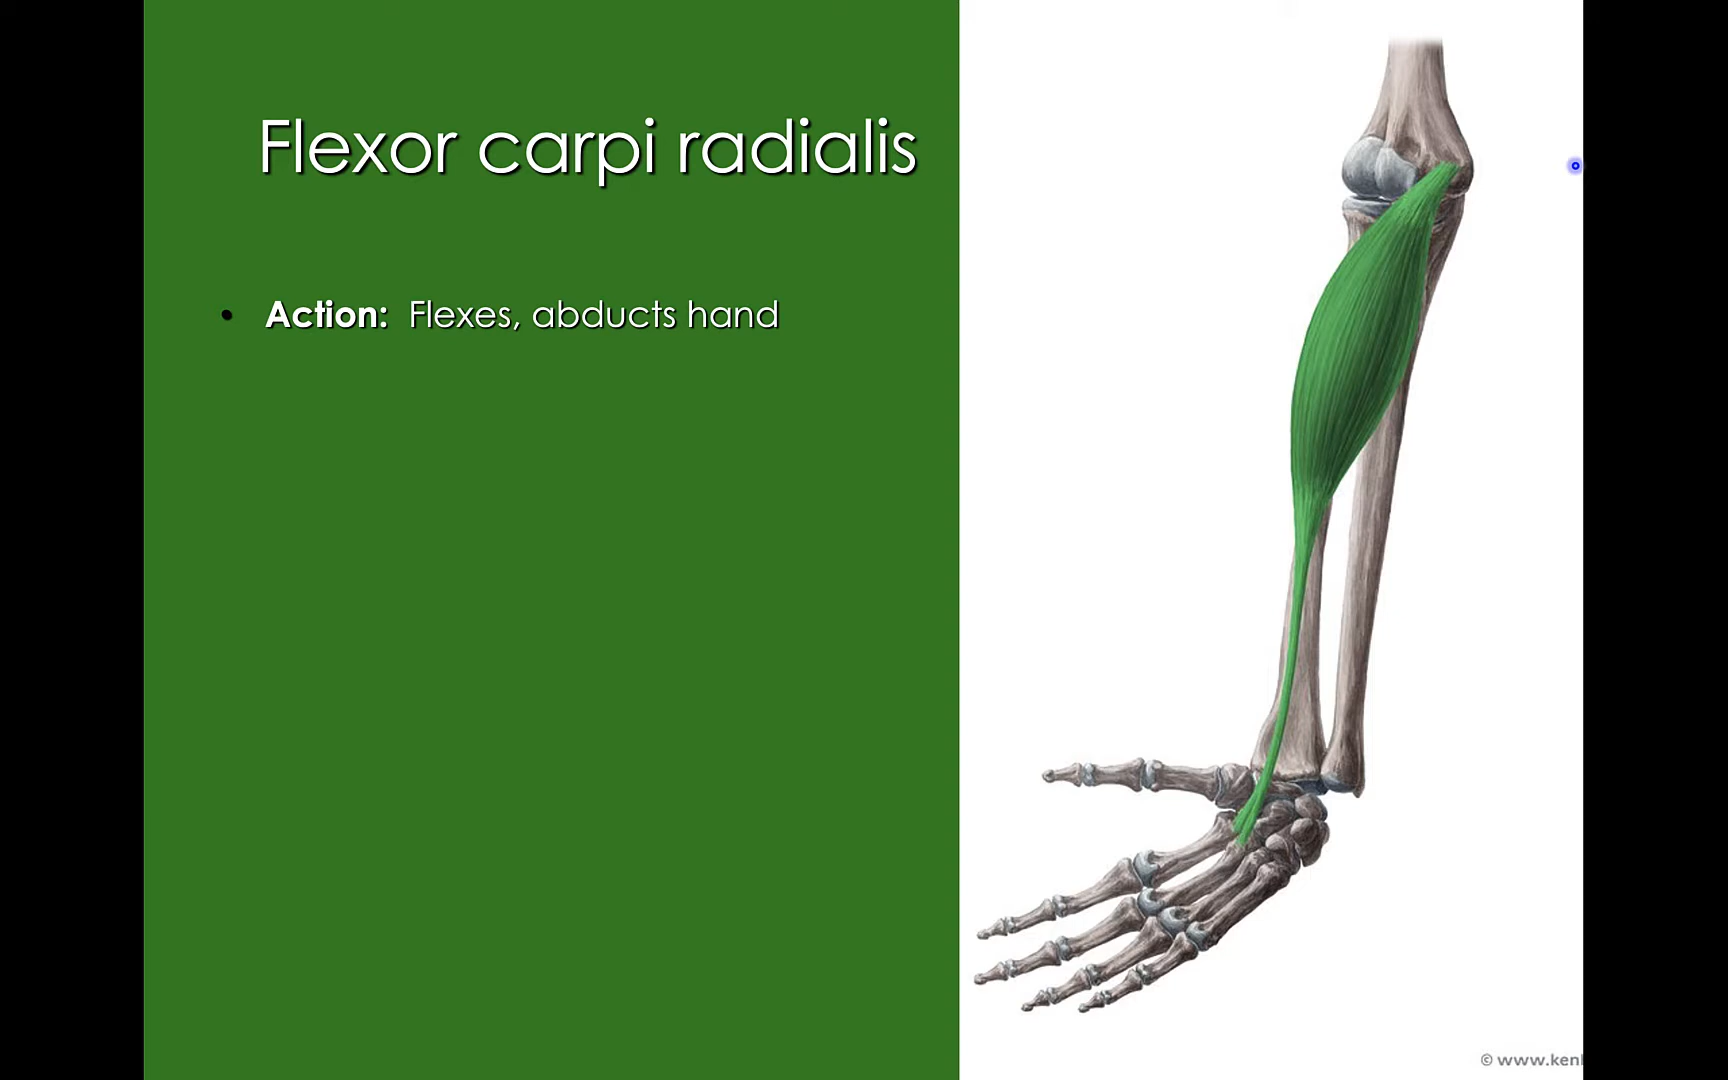 Flexor carpi radialis
• Action: Flexes, abducts hand
© www.ken